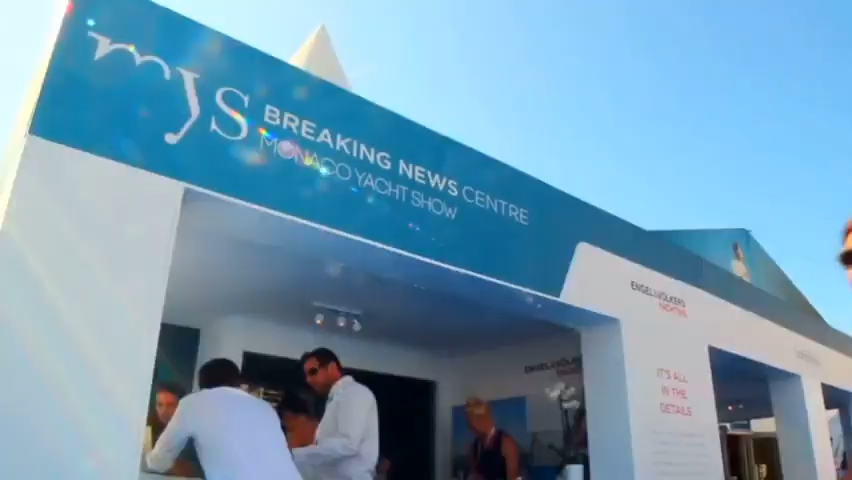 mys
BREAKING NEWS CENTRE
MONACO YACHT SHOW
ENGEL&VÖLKERS
YACHTING
IT'S ALL
IN THE
DETAILS